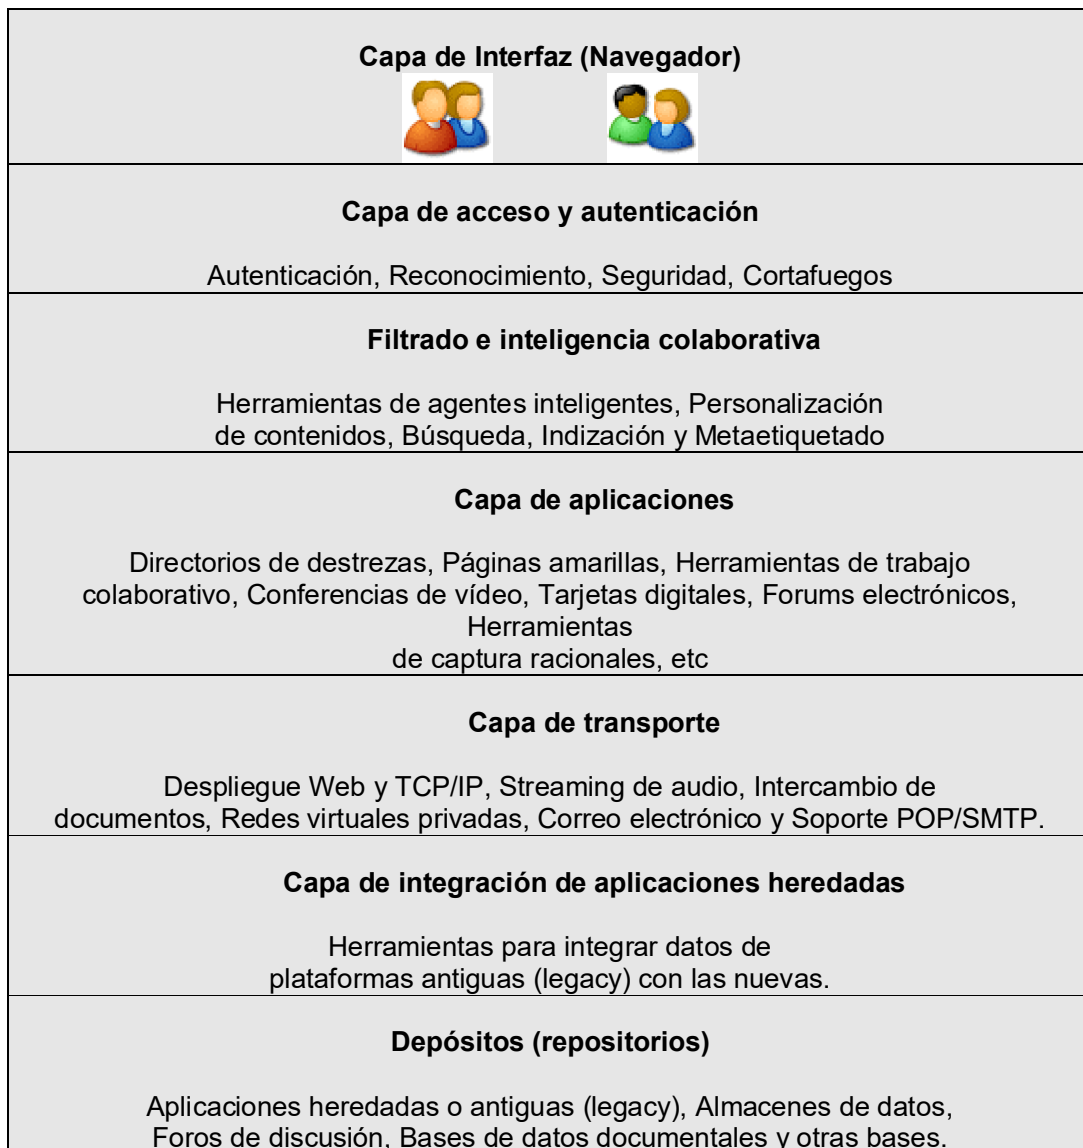 Capa de Interfaz (Navegador)
Capa de acceso y autenticación
Autenticación, Reconocimiento, Seguridad, Cortafuegos
Filtrado e inteligencia colaborativa
Herramientas de agentes inteligentes, Personalización
de contenidos, Búsqueda, Indización y Metaetiquetado
Capa de aplicaciones
Directorios de destrezas, Páginas amarillas, Herramientas de trabajo
colaborativo, Conferencias de vídeo, Tarjetas digitales, Forums electrónicos,
Herramientas
de captura racionales, etc
Capa de transporte
Despliegue Web y TCP/IP, Streaming de audio, Intercambio de
documentos, Redes virtuales privadas, Correo electrónico y Soporte POP/SMTP.
Capa de integración de aplicaciones heredadas
Herramientas para integrar datos de
plataformas antiguas (legacy) con las nuevas.
Depósitos (repositorios)
Aplicaciones heredadas o antiguas (legacy), Almacenes de datos,
Foros de discusión, Bases de datos documentales y otras bases.